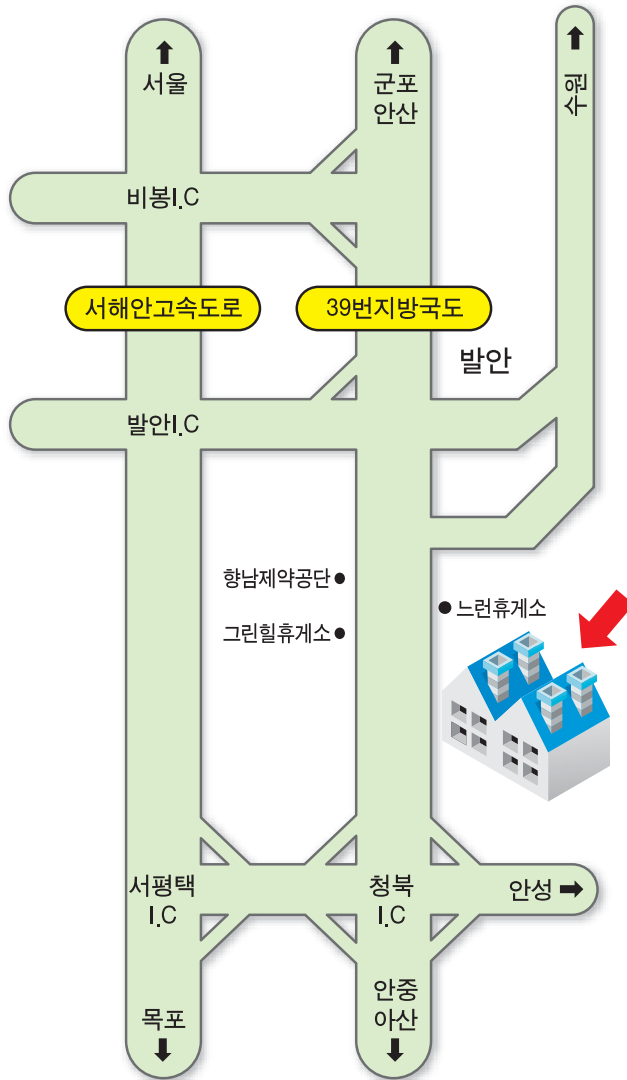 서울
군포
안산
수원
비봉I.C
서해안고속도로
39번지방국도
발안
발안I.C
향남제약공단
느런휴게소
그린힐휴게소
서평택
I.C
청북
I.C
안성
목포
안중
아산